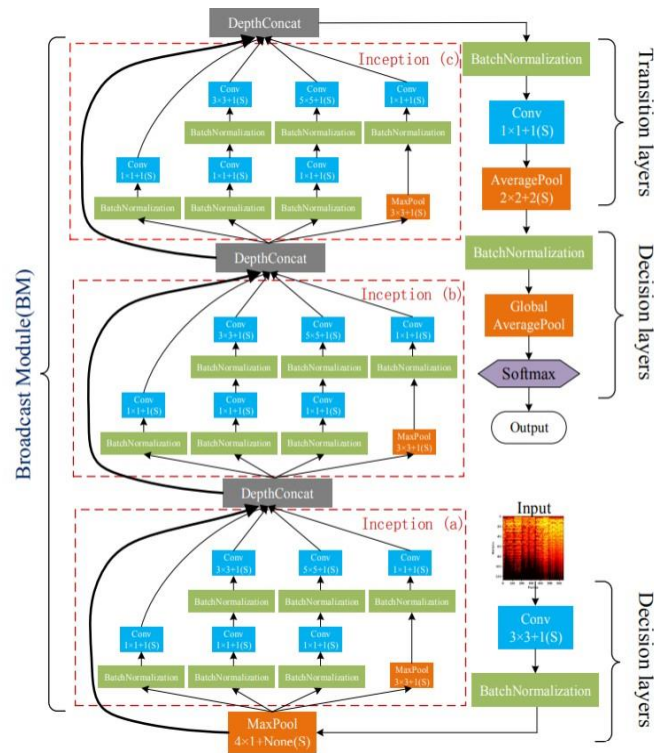 DepthConcat
Inception (c)
Conv
3×3+1(S)
Conv
5×5+1(S)
Conv
1×1+1(S)
BatchNormalization
BatchNormalization
BatchNormalization
Conv
1×1+1(S)
Conv
1×1+1(S)
Conv
1×1+1(S)
BatchNormalization
BatchNormalization
BatchNormalization
MaxPool
3×3+1(S)
DepthConcat
Inception (b)
Conv
3×3+1(S)
Conv
5×5+1(S)
Conv
1×1+1(S)
BatchNormalization
BatchNormalization
BatchNormalization
Conv
1×1+1(S)
Conv
1×1+1(S)
Conv
1×1+1(S)
BatchNormalization
BatchNormalization
BatchNormalization
MaxPool
3×3+1(S)
DepthConcat
Inception (a)
Conv
3×3+1(S)
Conv
5×5+1(S)
Conv
1×1+1(S)
BatchNormalization
BatchNormalization
BatchNormalization
Conv
1×1+1(S)
Conv
1×1+1(S)
Conv
1×1+1(S)
BatchNormalization
BatchNormalization
BatchNormalization
MaxPool
3×3+1(S)
MaxPool
4×1+None(S)
Broadcast Module(BM)
BatchNormalization
Conv
1×1+1(S)
AveragePool
2×2+2(S)
Transition layers
BatchNormalization
Global
AveragePool
Softmax
Output
Decision layers
Input
Conv
3×3+1(S)
BatchNormalization
Decision layers